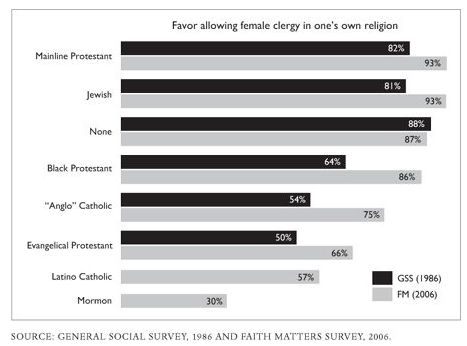 Favor allowing female clergy in one's own religion
Mainline Protestant
82%
93%
Jewish
81%
93%
None
88%
87%
Black Protestant
64%
86%
"Anglo" Catholic
54%
75%
Evangelical Protestant
50%
66%
Latino Catholic
57%
Mormon
30%
GSS (1986)
FM (2006)
SOURCE: GENERAL SOCIAL SURVEY, 1986 AND FAITH MATTERS SURVEY, 2006.